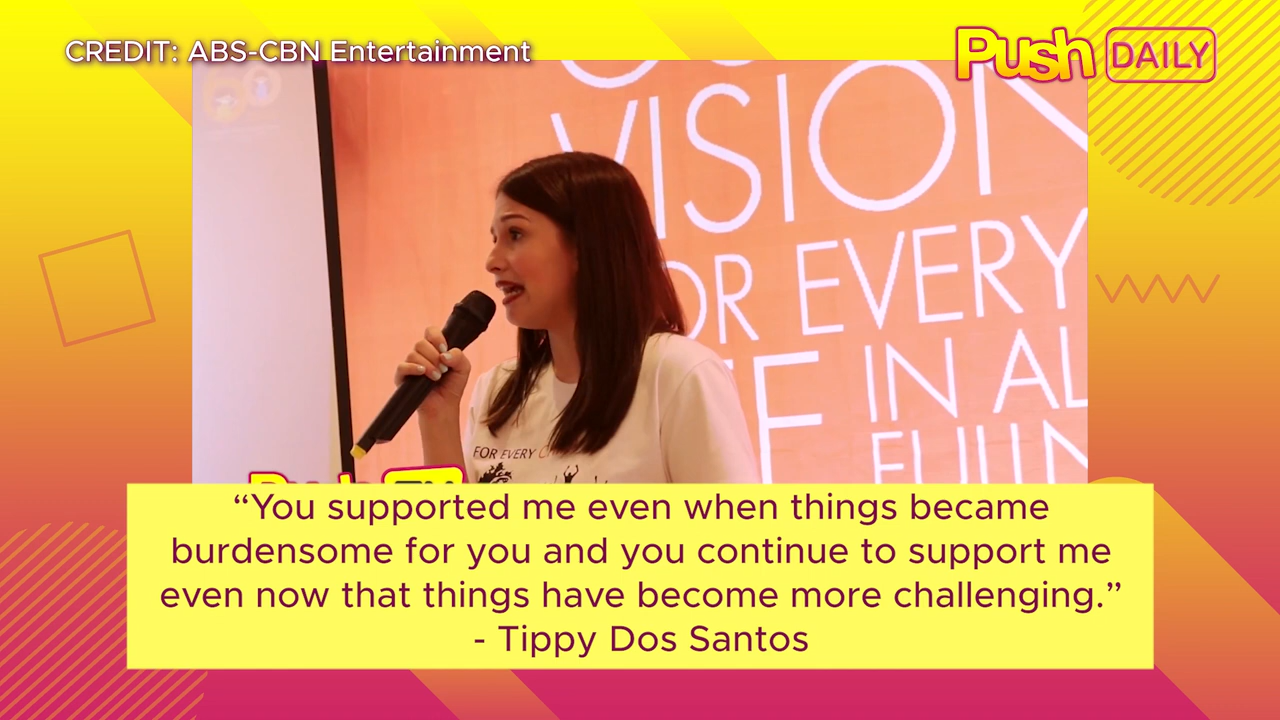 CREDIT: ABS-CBN Entertainment
Push DAILY
VISION
FOR EVERY
IN AL
FOR EVERY
“You supported me even when things became
burdensome for you and you continue to support me
even now that things have become more challenging.”
- Tippy Dos Santos